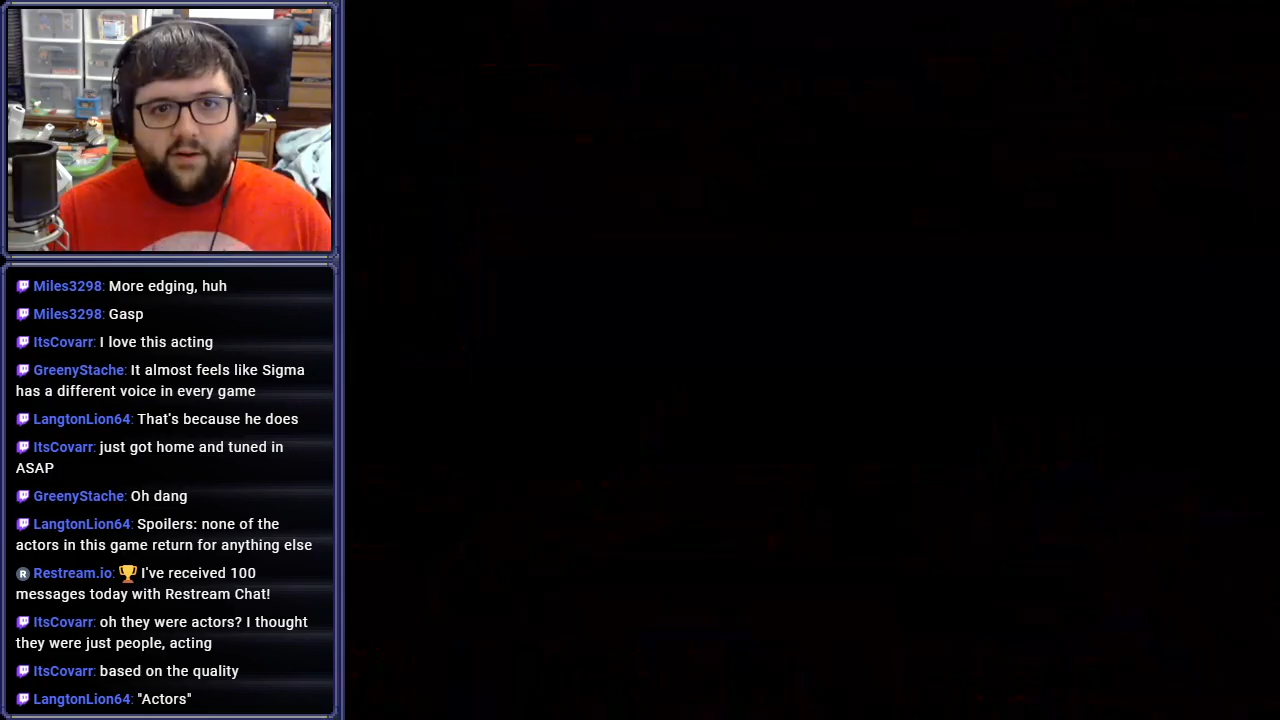 Miles3298: More edging, huh
Miles3298: Gasp
ItsCovarr: I love this acting
GreenyStache: It almost feels like Sigma
has a different voice in every game
LangtonLion64: That's because he does
ItsCovarr: just got home and tuned in
ASAP
GreenyStache: Oh dang
LangtonLion64: Spoilers: none of the
actors in this game return for anything else
R Restream.io: 🏆 I've received 100
messages today with Restream Chat!
ItsCovarr: oh they were actors? I thought
they were just people, acting
ItsCovarr: based on the quality
LangtonLion64: "Actors"